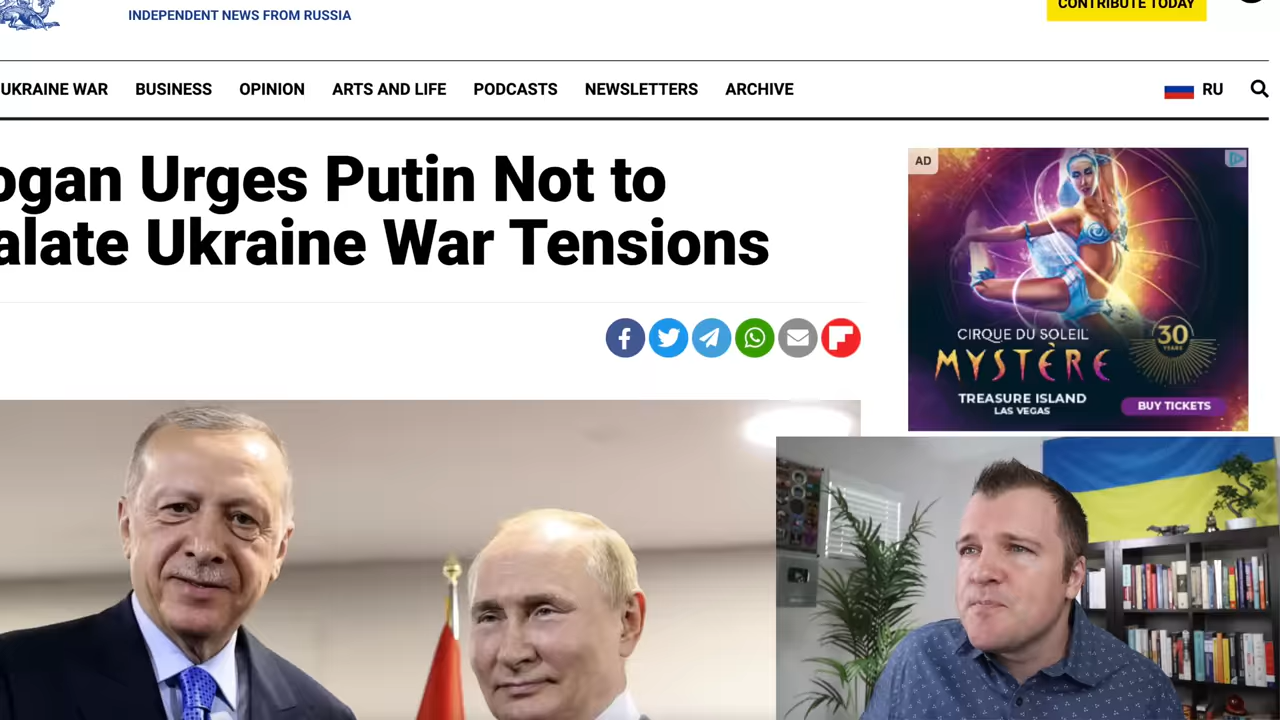 INDEPENDENT NEWS FROM RUSSIA
CONTRIBUTE TODAY
UKRAINE WAR BUSINESS OPINION ARTS AND LIFE PODCASTS NEWSLETTERS ARCHIVE RU
ogan Urges Putin Not to
alate Ukraine War Tensions
AD
CIRQUE DU SOLEIL
MYSTÈRE
30
YEARS
TREASURE ISLAND
LAS VEGAS
BUY TICKETS